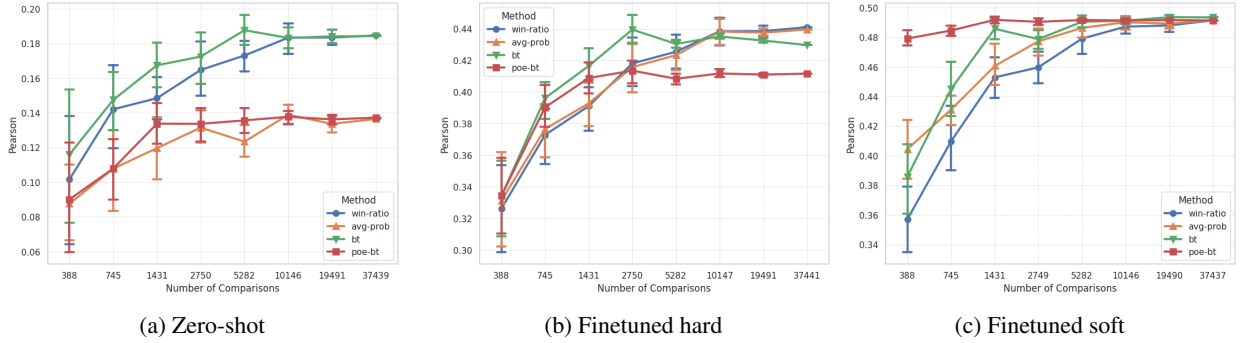 0.20
0.18
0.16
0.14
0.12
0.10
0.08
0.06
Pearson
388 745 1431 2750 5282 10146 19491 37439
Number of Comparisons
Method
win-ratio
avg-prob
bt
poe-bt
(a) Zero-shot
0.44
0.42
0.40
0.38
0.36
0.34
0.32
0.30
Pearson
388 745 1431 2750 5282 10147 19491 37441
Number of Comparisons
Method
win-ratio
avg-prob
bt
poe-bt
(b) Finetuned hard
0.50
0.48
0.46
0.44
0.42
0.40
0.38
0.36
0.34
Pearson
388 745 1431 2749 5282 10146 19490 37437
Number of Comparisons
Method
win-ratio
avg-prob
bt
poe-bt
(c) Finetuned soft